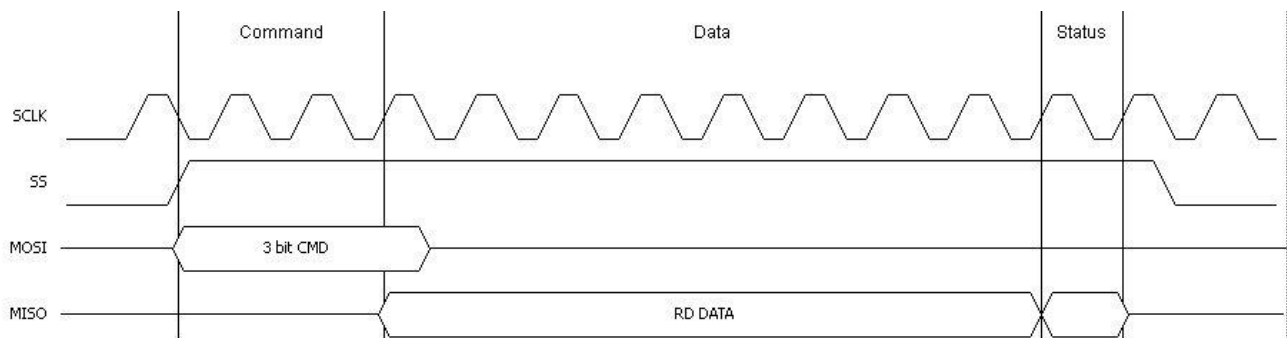 Command Data Status
SCLK
SS
MOSI 3 bit CMD
MISO RD DATA